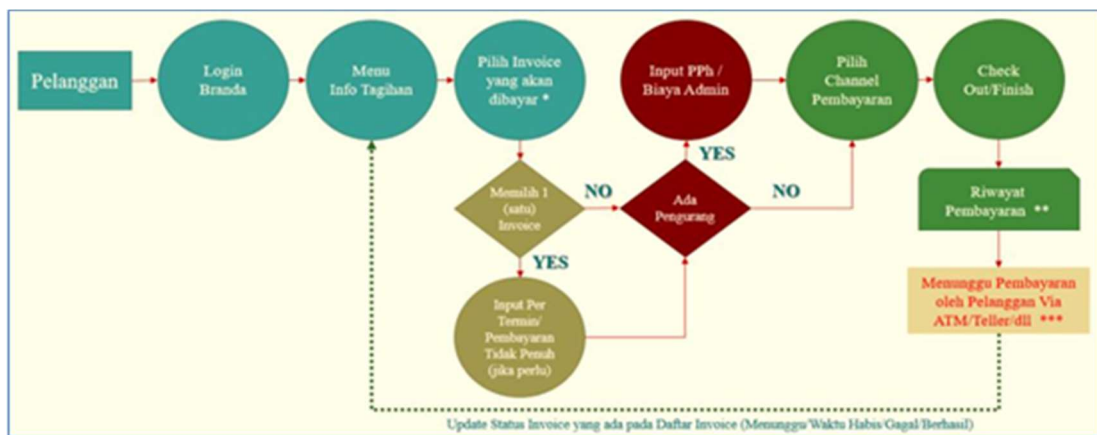 Pelanggan
Login
Branda
Menu
Info Tagihan
Pilih Invoice
yang akan
dibayar *
Input PPh /
Biaya Admin
Pilih
Channel
Pembayaran
Check
Out/Finish
YES
Memilih 1
(satu)
Invoice
NO
Ada
Pengurang
NO
Riwayat
Pembayaran **
YES
Input Per
Termin/
Pembayaran
Tidak Penuh
(jika perlu)
Menunggu Pembayaran
oleh Pelanggan Via
ATM/Teller/dll ***
Update Status Invoice yang ada pada Daftar Invoice (Menunggu/Waktu Habis/Gagal/Berhasil)